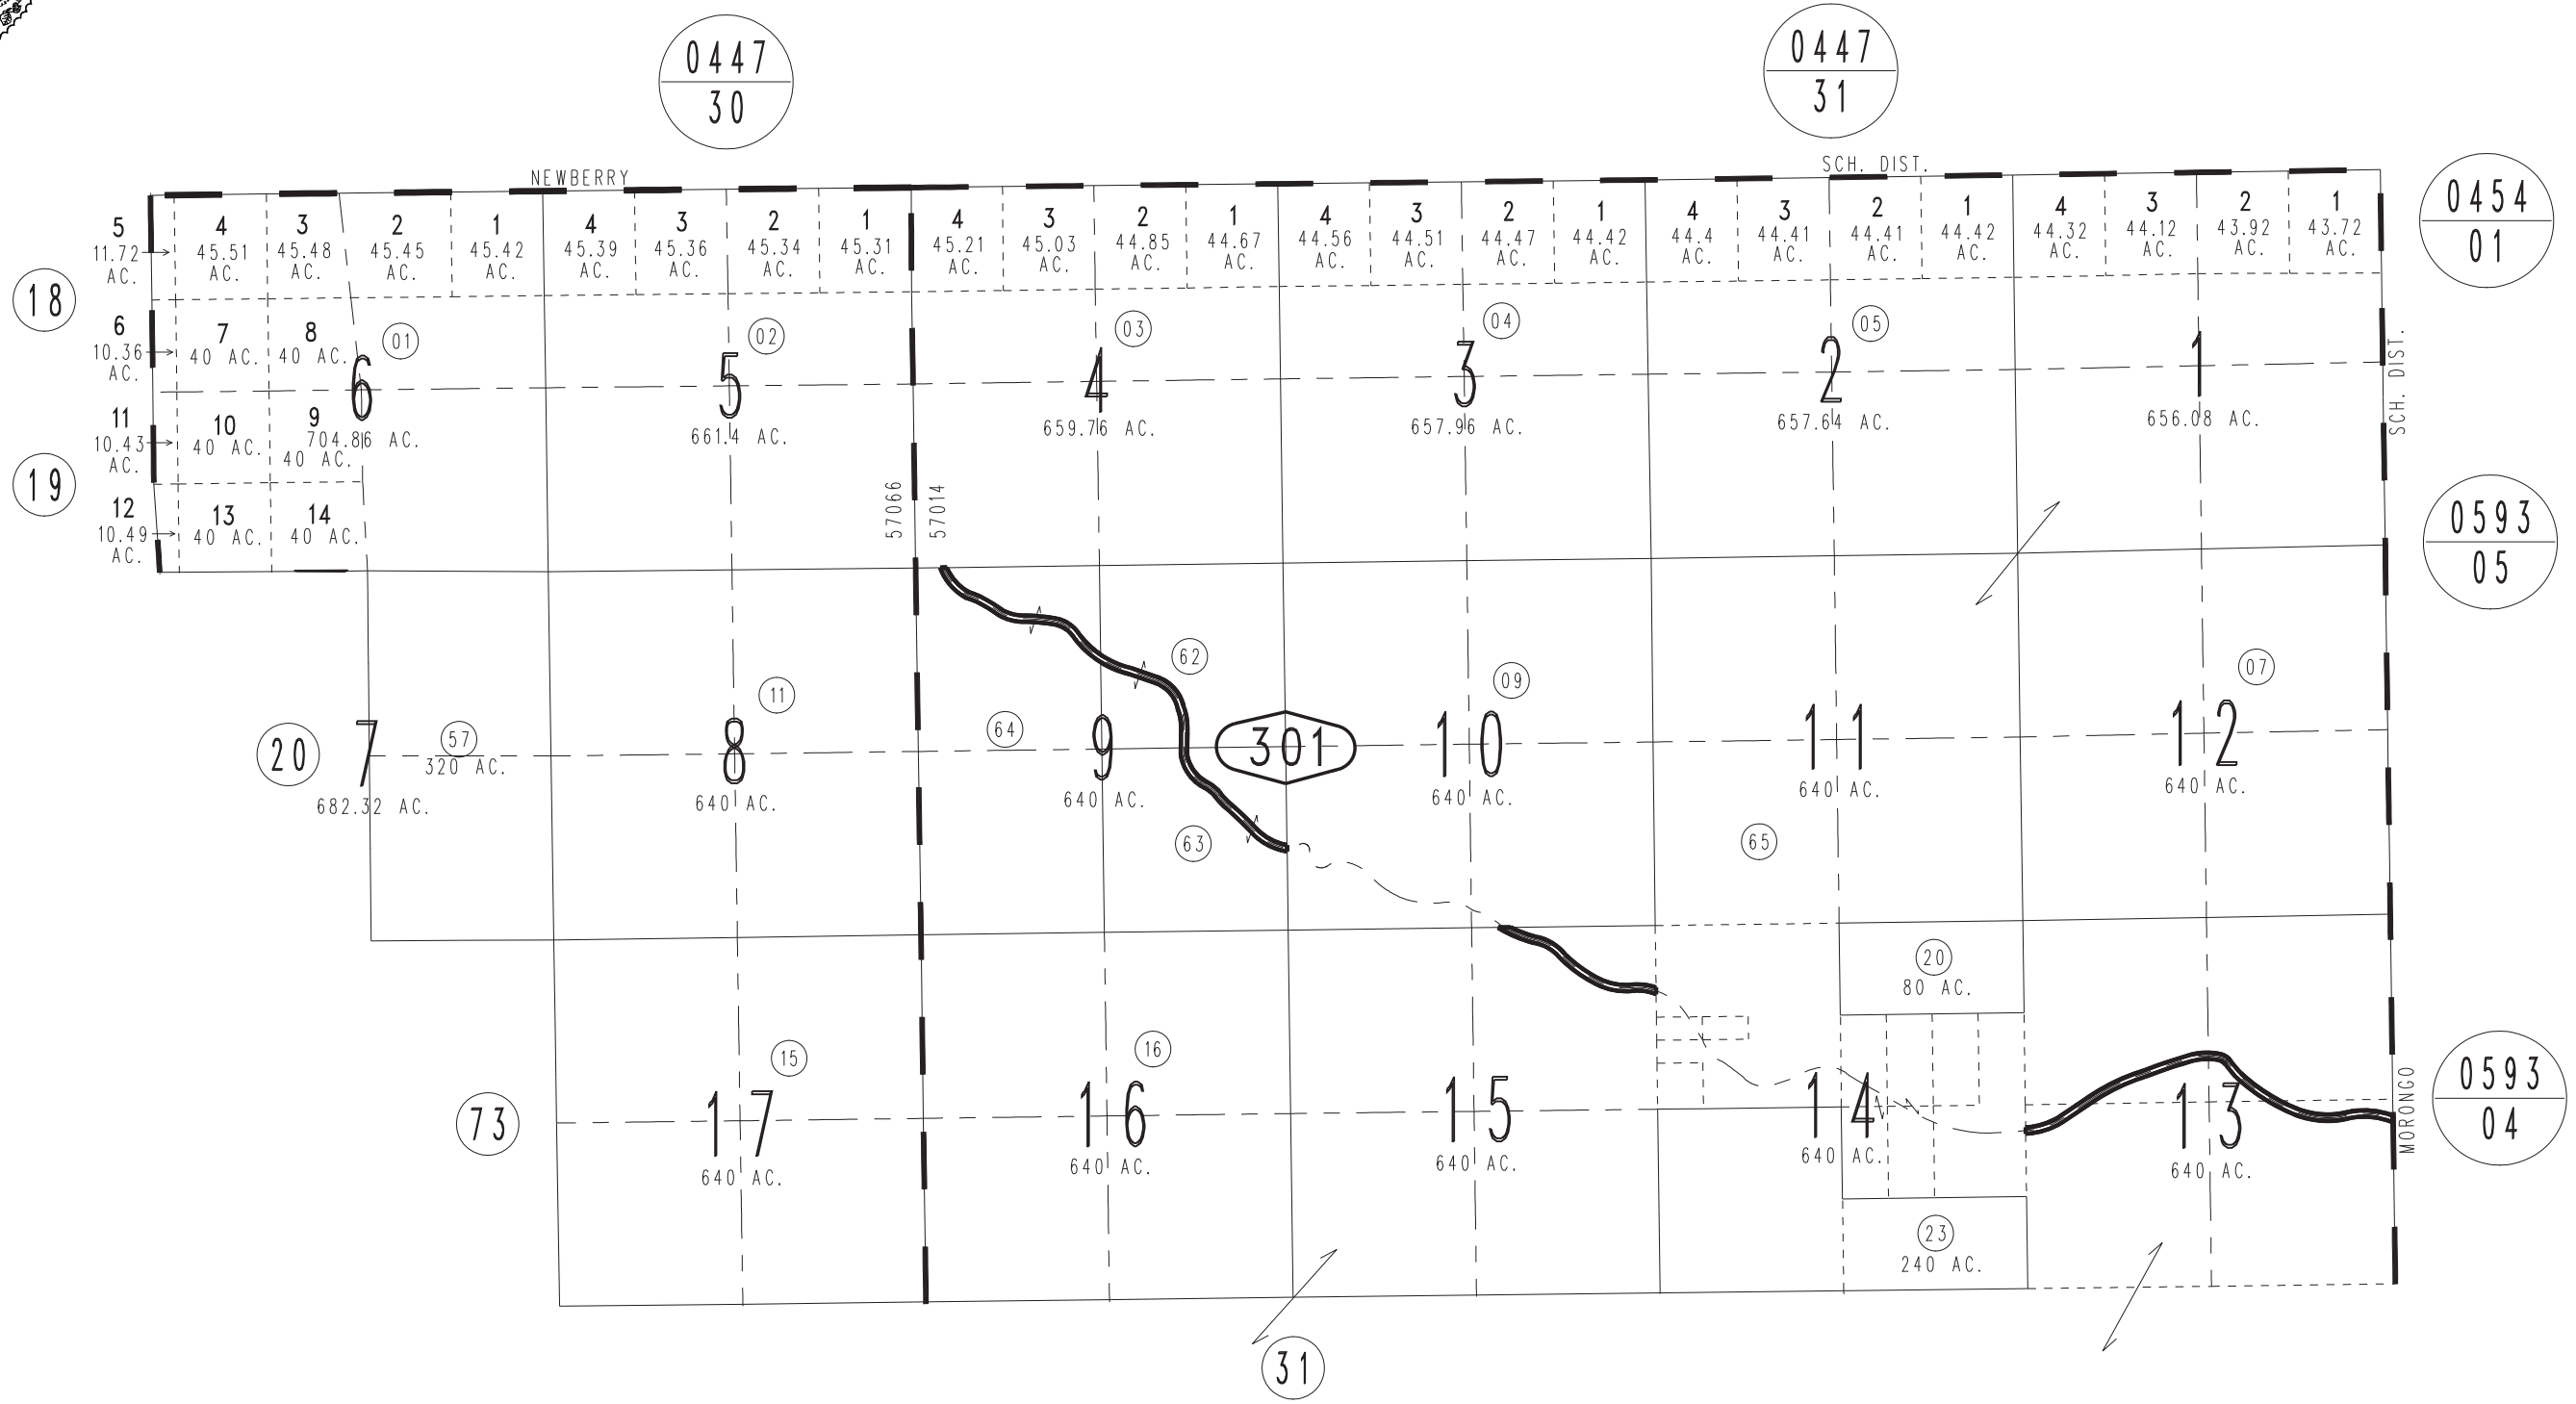 0447
30
0447
31
NEWBERRY
SCH. DIST.
0454
01
5
11.72
AC.
4
45.51
AC.
3
45.48
AC.
2
45.45
AC.
1
45.42
AC.
4
45.39
AC.
3
45.36
AC.
2
45.34
AC.
1
45.31
AC.
4
45.21
AC.
3
45.03
AC.
2
44.85
AC.
1
44.67
AC.
4
44.56
AC.
3
44.51
AC.
2
44.47
AC.
1
44.42
AC.
4
44.4
AC.
3
44.41
AC.
2
44.41
AC.
1
44.42
AC.
4
44.32
AC.
3
44.12
AC.
2
43.92
AC.
1
43.72
AC.
18
6
10.36
AC.
7
40 AC.
8
40 AC.
01
6
704.86 AC.
02
5
661.4 AC.
03
4
659.76 AC.
04
3
657.96 AC.
05
2
657.64 AC.
1
656.08 AC.
SCH. DIST.
11
10.43
AC.
10
40 AC.
9
40 AC.
19
12
10.49
AC.
13
40 AC.
14
40 AC.
57066
57014
0593
05
20
7
682.32 AC.
57
320 AC.
11
8
640 AC.
64
9
640 AC.
62
63
301
09
10
640 AC.
11
640 AC.
65
07
12
640 AC.
20
80 AC.
73
15
17
640 AC.
16
16
640 AC.
15
640 AC.
14
640 AC.
13
640 AC.
MORONGO
0593
04
23
240 AC.
31